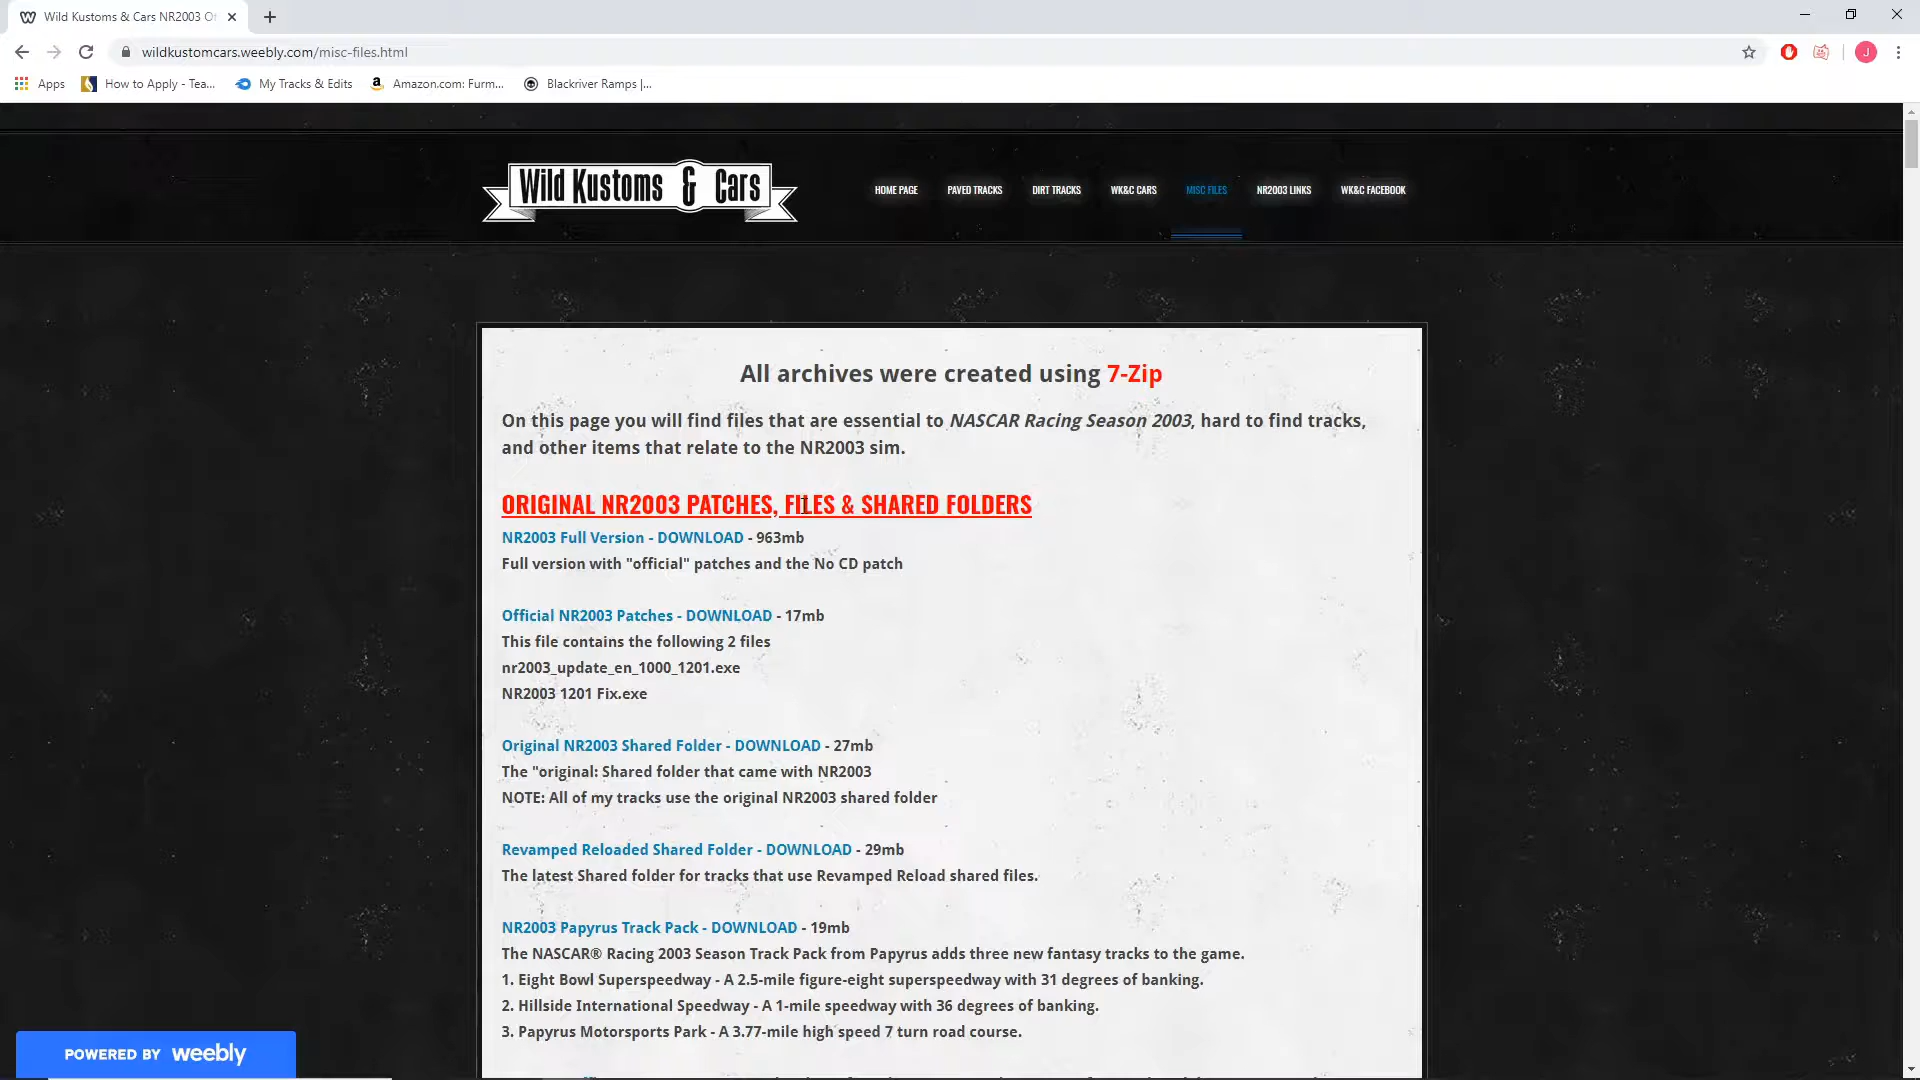 Wild Kustoms & Cars NR2003 Of
wildkustomcars.weebly.com/misc-files.html
J
Apps
How to Apply - Tea...
My Tracks & Edits
Amazon.com: Furm...
Blackriver Ramps |...
Wild Kustoms & Cars
HOME PAGE
PAVED TRACKS
DIRT TRACKS
WK&C CARS
MISC FILES
NR2003 LINKS
WK&C FACEBOOK
All archives were created using 7-Zip
On this page you will find files that are essential to NASCAR Racing Season 2003, hard to find tracks,
and other items that relate to the NR2003 sim.
ORIGINAL NR2003 PATCHES, FILES & SHARED FOLDERS
NR2003 Full Version - DOWNLOAD - 963mb
Full version with "official" patches and the No CD patch
Official NR2003 Patches - DOWNLOAD - 17mb
This file contains the following 2 files
nr2003_update_en_1000_1201.exe
NR2003 1201 Fix.exe
Original NR2003 Shared Folder - DOWNLOAD - 27mb
The "original: Shared folder that came with NR2003
NOTE: All of my tracks use the original NR2003 shared folder
Revamped Reloaded Shared Folder - DOWNLOAD - 29mb
The latest Shared folder for tracks that use Revamped Reload shared files.
NR2003 Papyrus Track Pack - DOWNLOAD - 19mb
The NASCAR® Racing 2003 Season Track Pack from Papyrus adds three new fantasy tracks to the game.
1. Eight Bowl Superspeedway - A 2.5-mile figure-eight superspeedway with 31 degrees of banking.
2. Hillside International Speedway - A 1-mile speedway with 36 degrees of banking.
3. Papyrus Motorsports Park - A 3.77-mile high speed 7 turn road course.
POWERED BY weebly